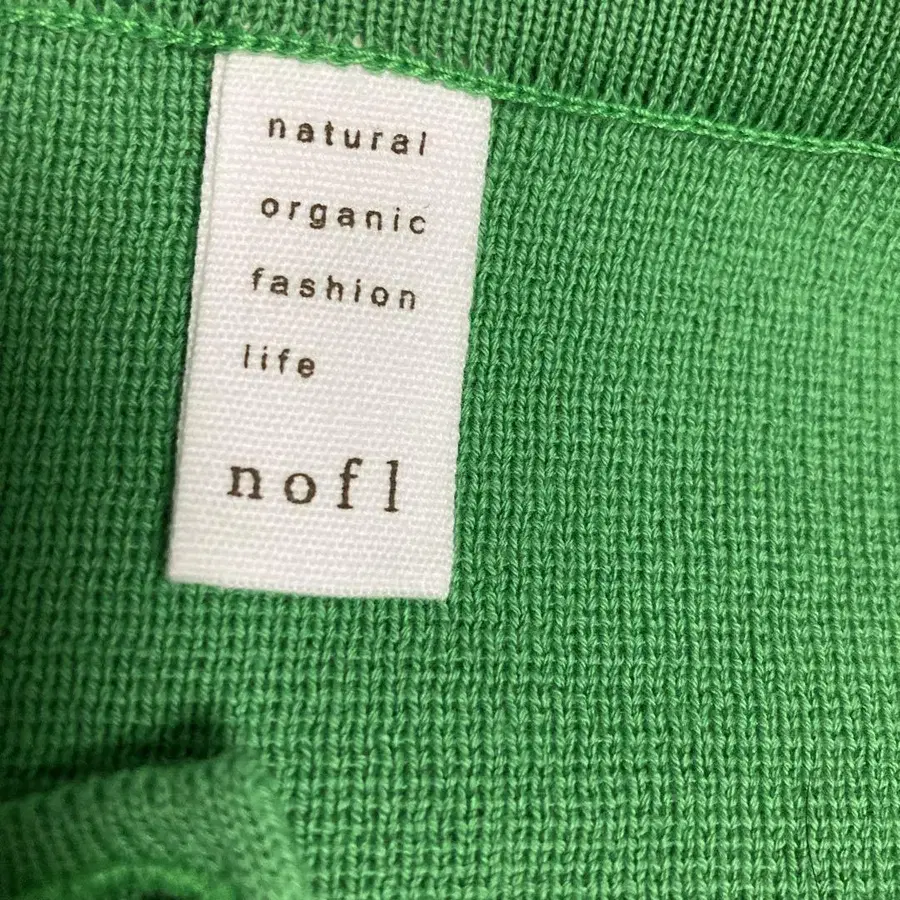 natural
organic
fashion
life
nofl